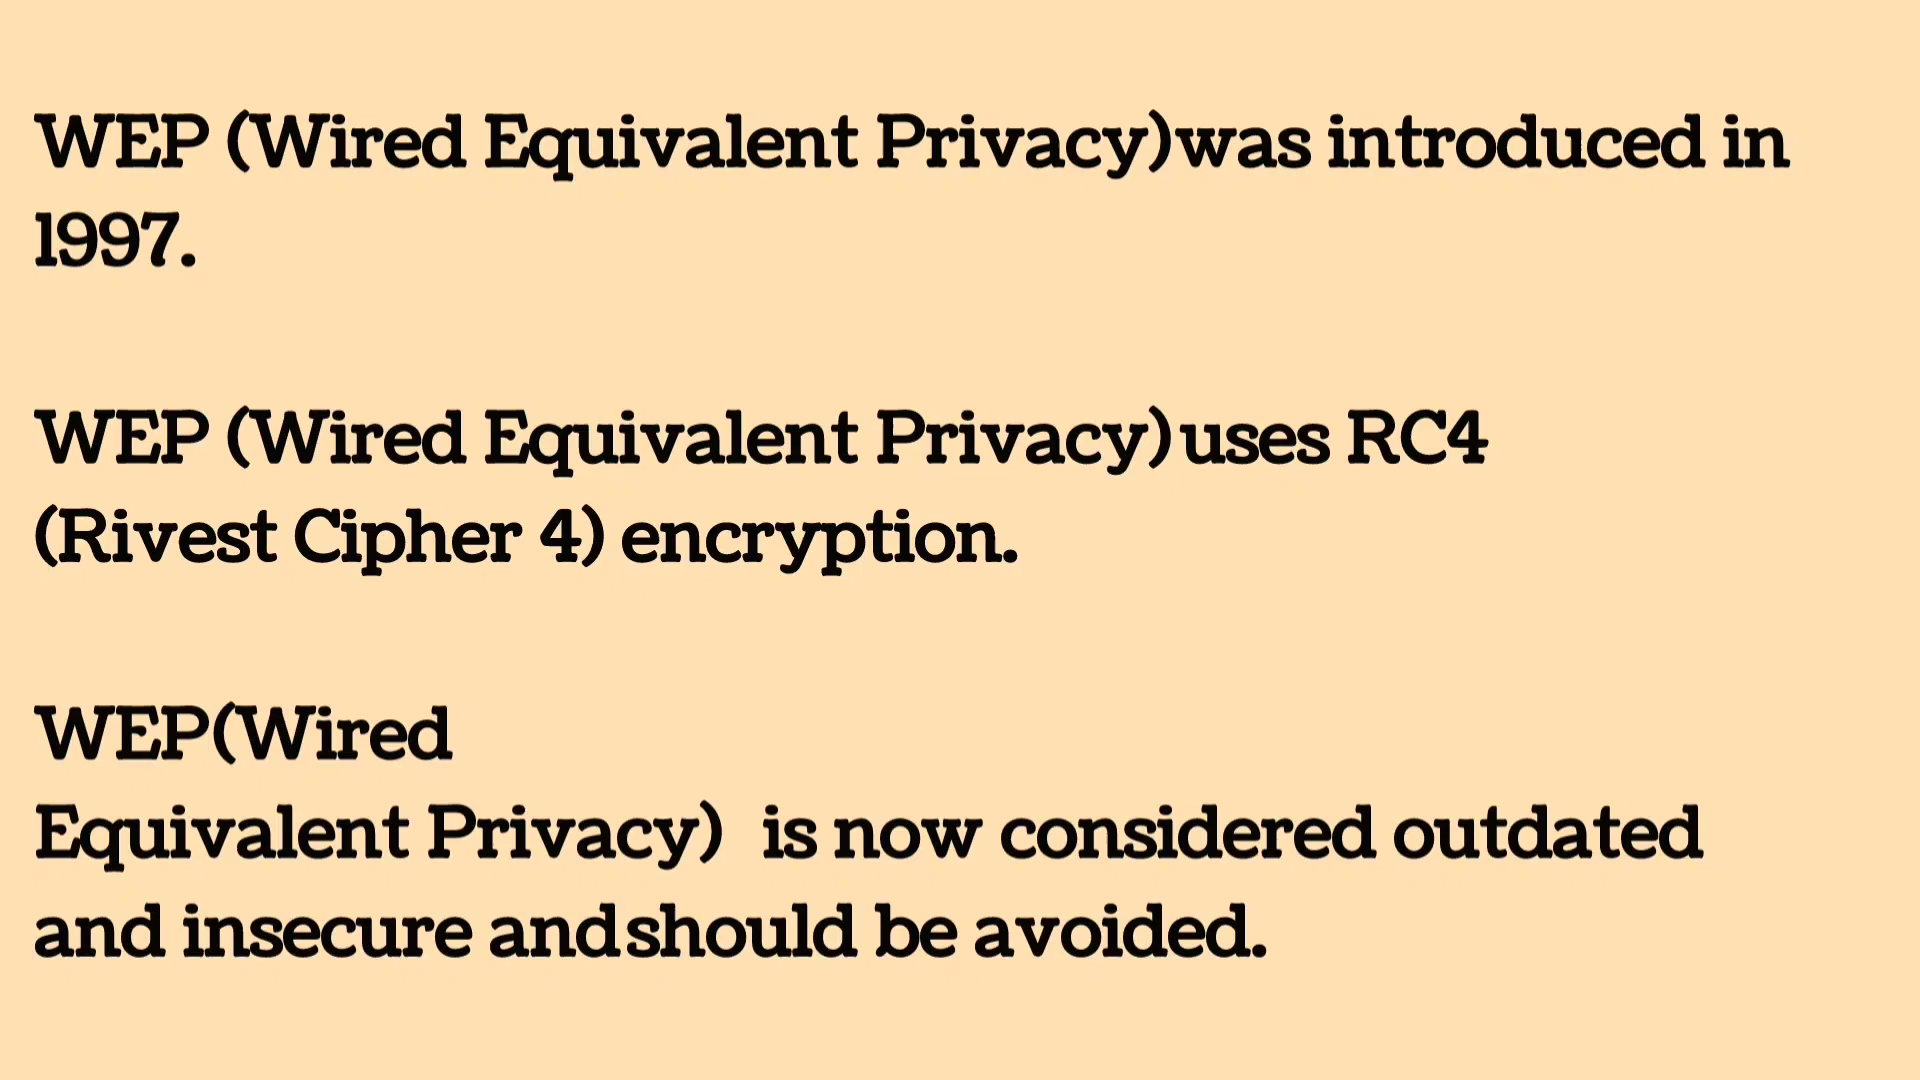 WEP (Wired Equivalent Privacy)was introduced in
1997.
WEP (Wired Equivalent Privacy)uses RC4
(Rivest Cipher 4) encryption.
WEP(Wired
Equivalent Privacy)  is now considered outdated
and insecure andshould be avoided.